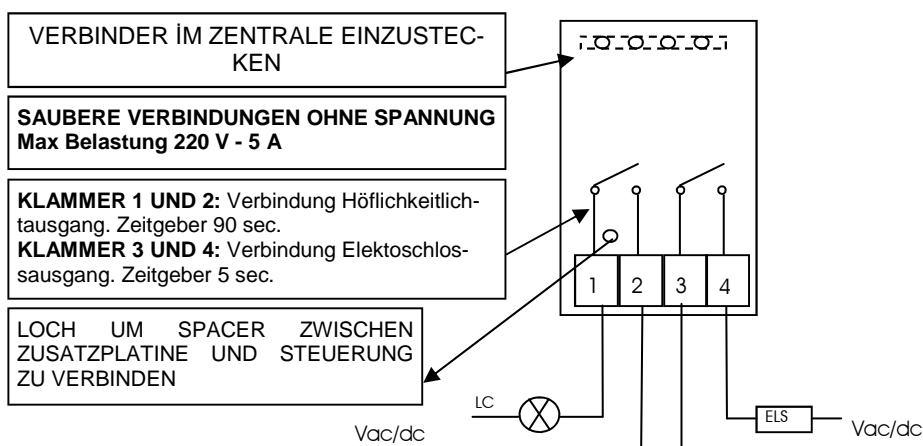 VERBINDER İM ZENTRALE EINZUSTEC-
KEN
SAUBERE VERBINDUNGEN OHNE SPANNUNG
Max Belastung 220 V - 5 A
KLAMMER 1 UND 2: Verbindung Höflichkeitlich-
tausgang. Zeitgeber 90 sec.
KLAMMER 3 UND 4: Verbindung Elektoschlos-
sausgang. Zeitgeber 5 sec.
LOCH UM SPACER ZWISCHEN
ZUSATZPLATINE UND STEUERUNG
ZU VERBINDEN
1 2 3 4
LC
ELS
Vac/dc
Vac/dc